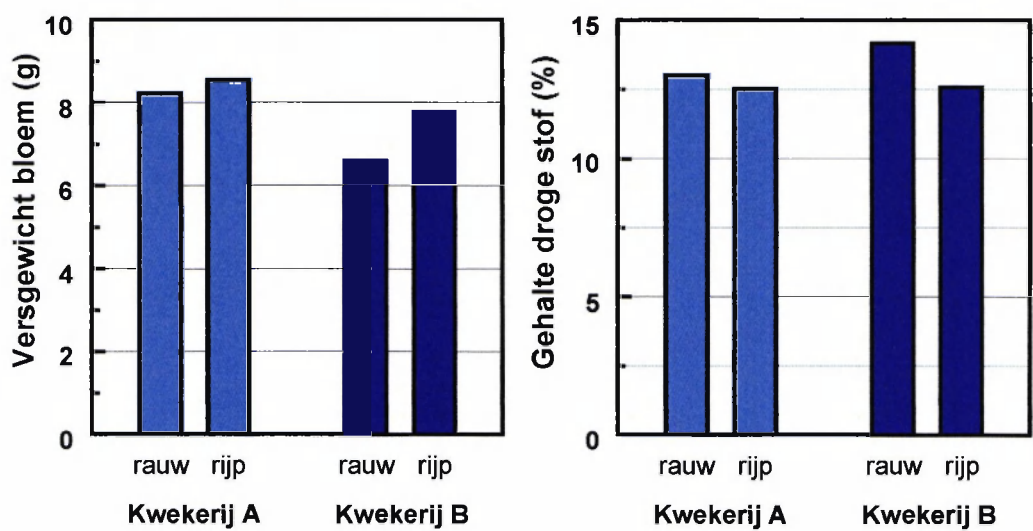 Versgewicht bloem (g)
10
8
6
4
2
0
rauw rijp rauw rijp
Kwekerij A Kwekerij B
Gehalte droge stof (%)
15
10
5
0
rauw rijp rauw rijp
Kwekerij A Kwekerij B